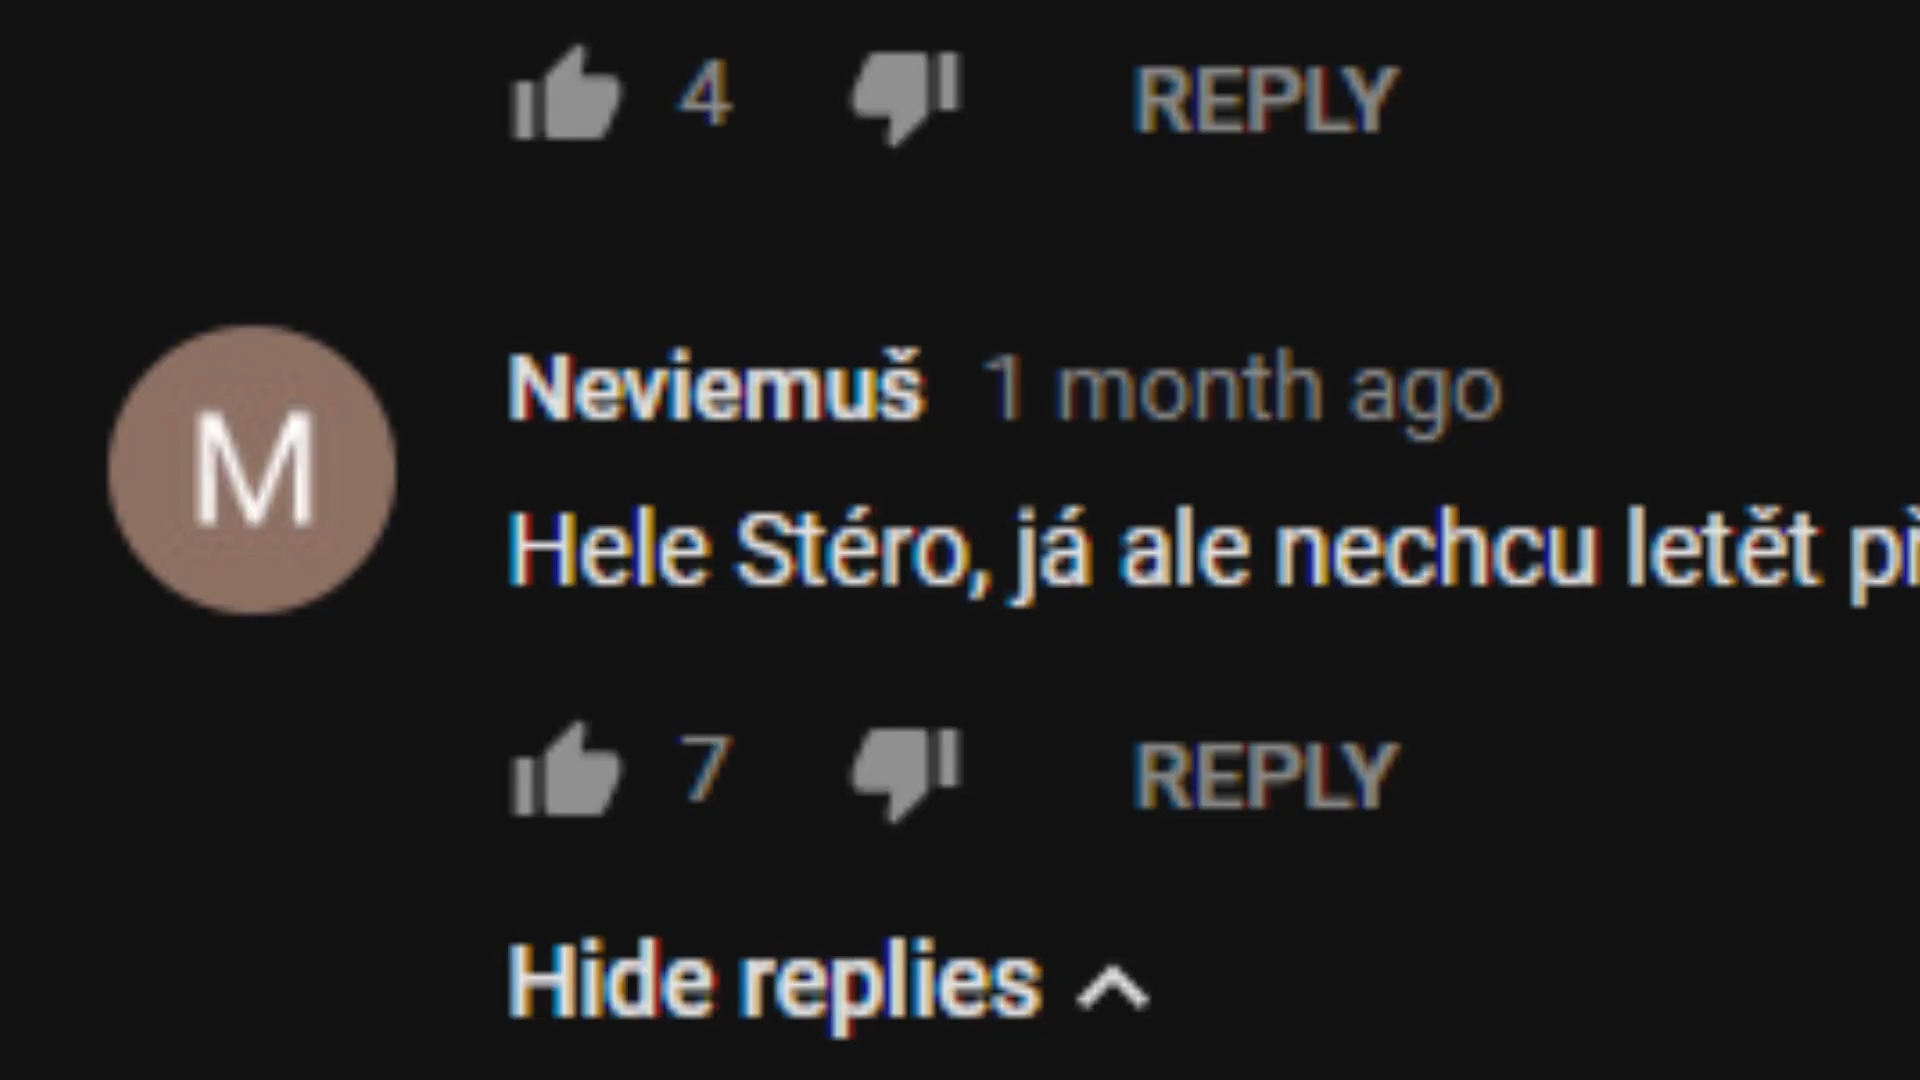 4 REPLY
M
Neviemuš 1 month ago
Hele Stéro, já ale nechcu letět
7 REPLY
Hide replies